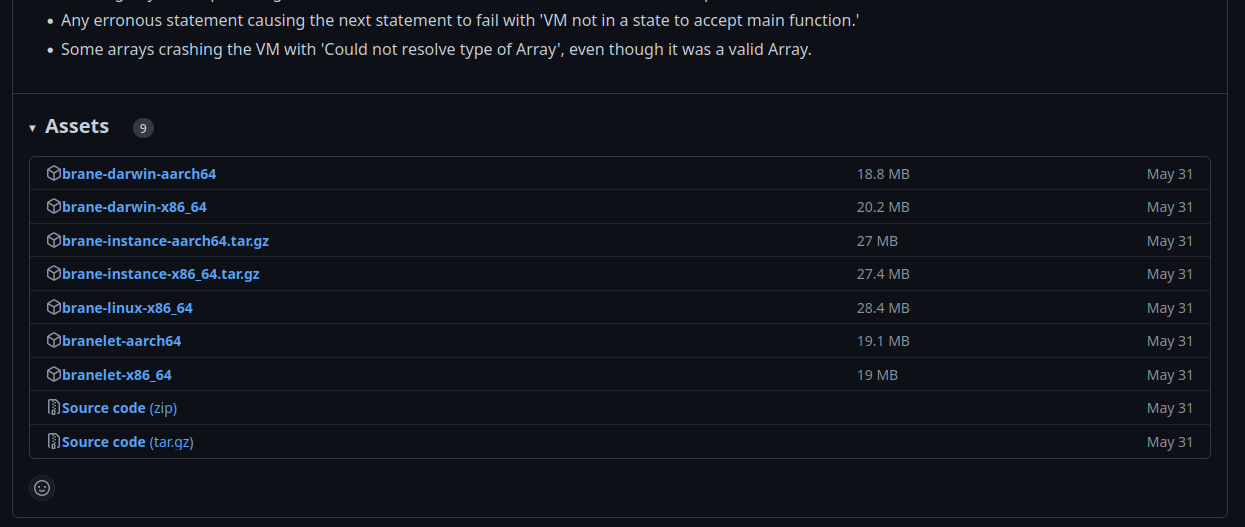 Any erronous statement causing the next statement to fail with 'VM not in a state to accept main function.'
Some arrays crashing the VM with 'Could not resolve type of Array', even though it was a valid Array.
Assets 9
brane-darwin-aarch64 18.8 MB May 31
brane-darwin-x86_64 20.2 MB May 31
brane-instance-aarch64.tar.gz 27 MB May 31
brane-instance-x86_64.tar.gz 27.4 MB May 31
brane-linux-x86_64 28.4 MB May 31
branelet-aarch64 19.1 MB May 31
branelet-x86_64 19 MB May 31
Source code (zip) May 31
Source code (tar.gz) May 31